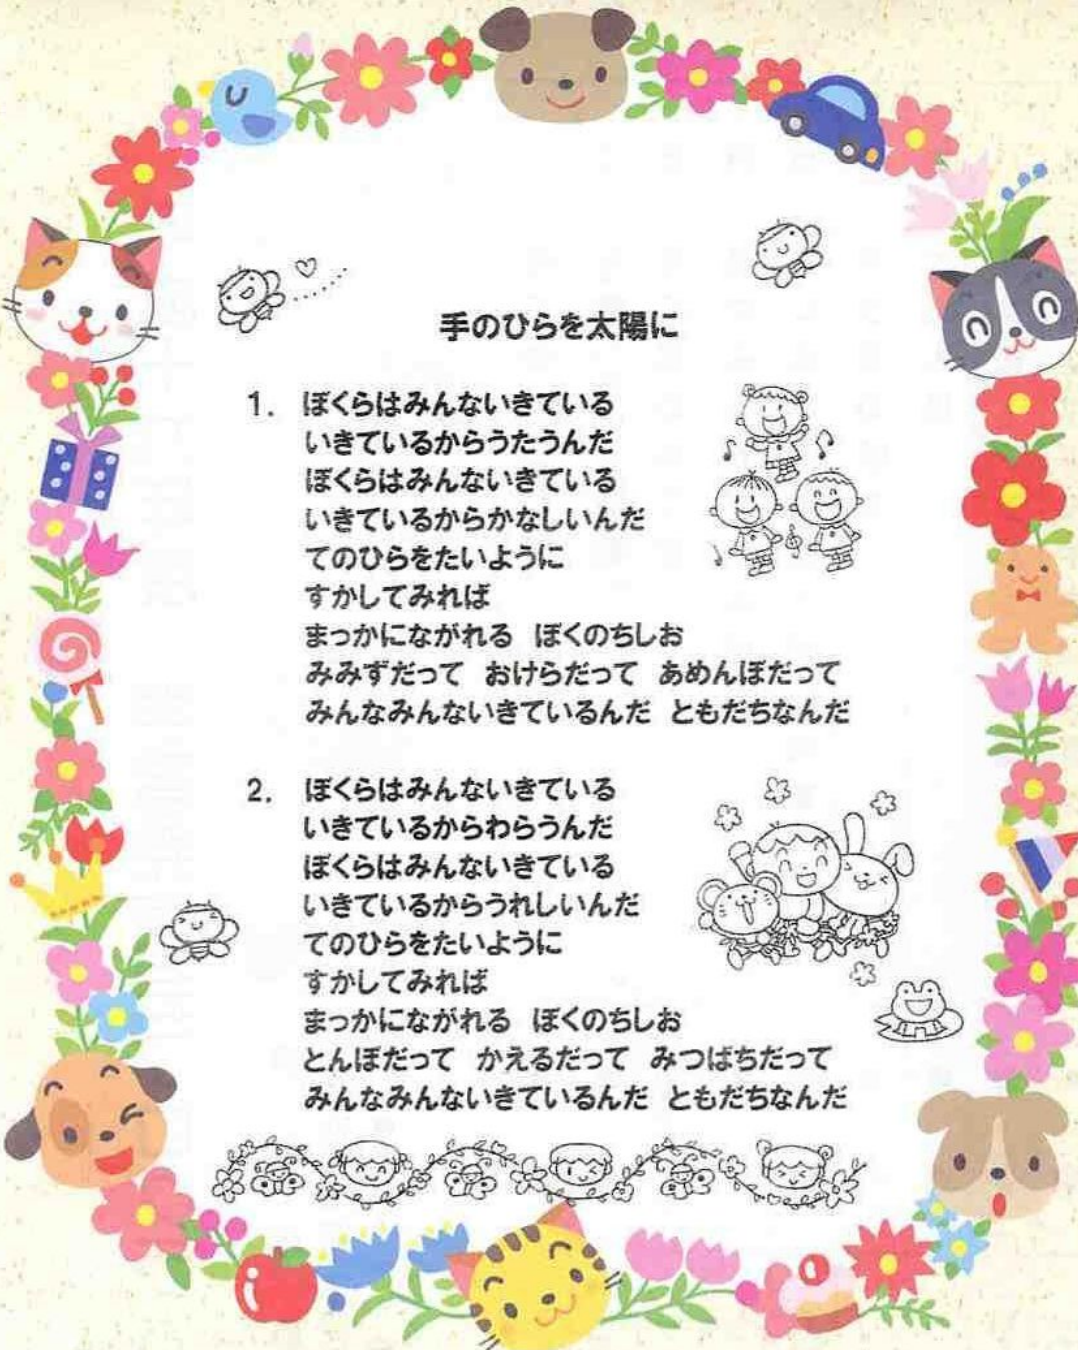 手のひらを太陽に
1. ぼくらはみんないきている
いきているからうたうんだ
ぼくらはみんないきている
いきているからかなしいんだ
てのひらをたいように
すかしてみれば
まっかにながれる ぼくのちしお
みみずだって おけらだって あめんぼだって
みんなみんないきているんだ ともだちなんだ
2. ぼくらはみんないきている
いきているからわらうんだ
ぼくらはみんないきている
いきているからうれしいんだ
てのひらをたいように
すかしてみれば
まっかにながれる ぼくのちしお
とんぼだって かえるだって みつばちだって
みんなみんないきているんだ ともだちなんだ